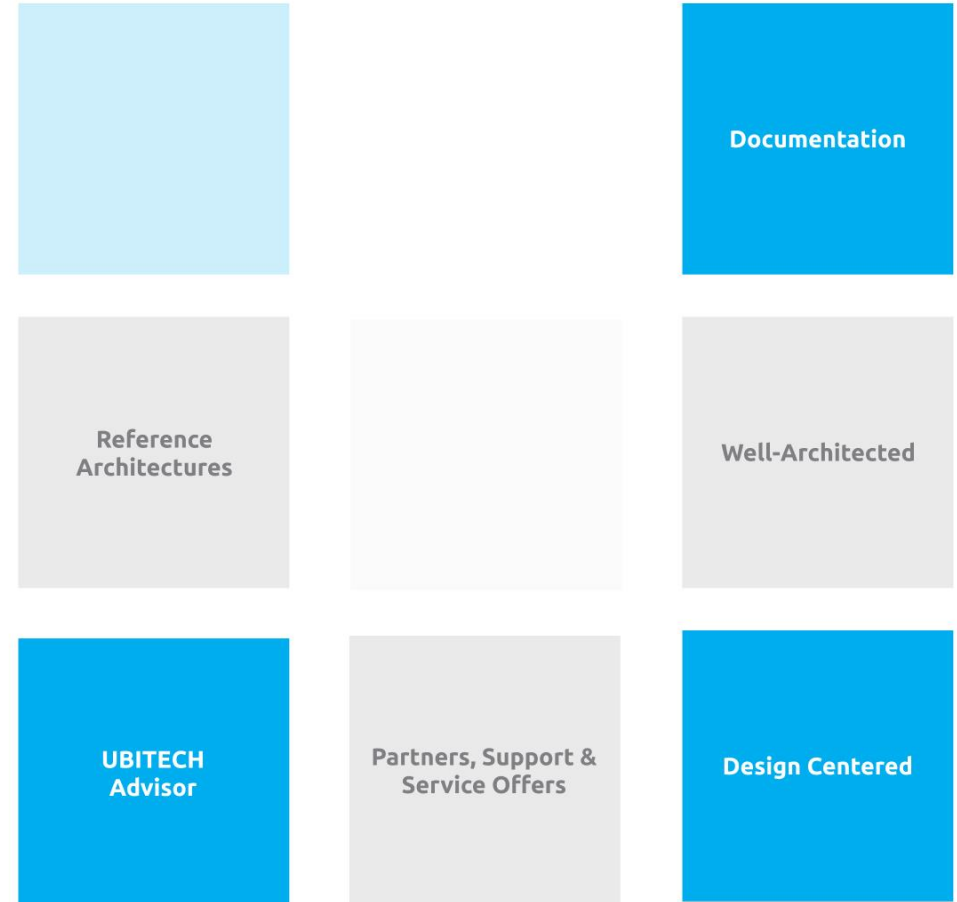 Documentation
Reference
Architectures
Well-Architected
UBITECH
Advisor
Partners, Support &
Service Offers
Design Centered